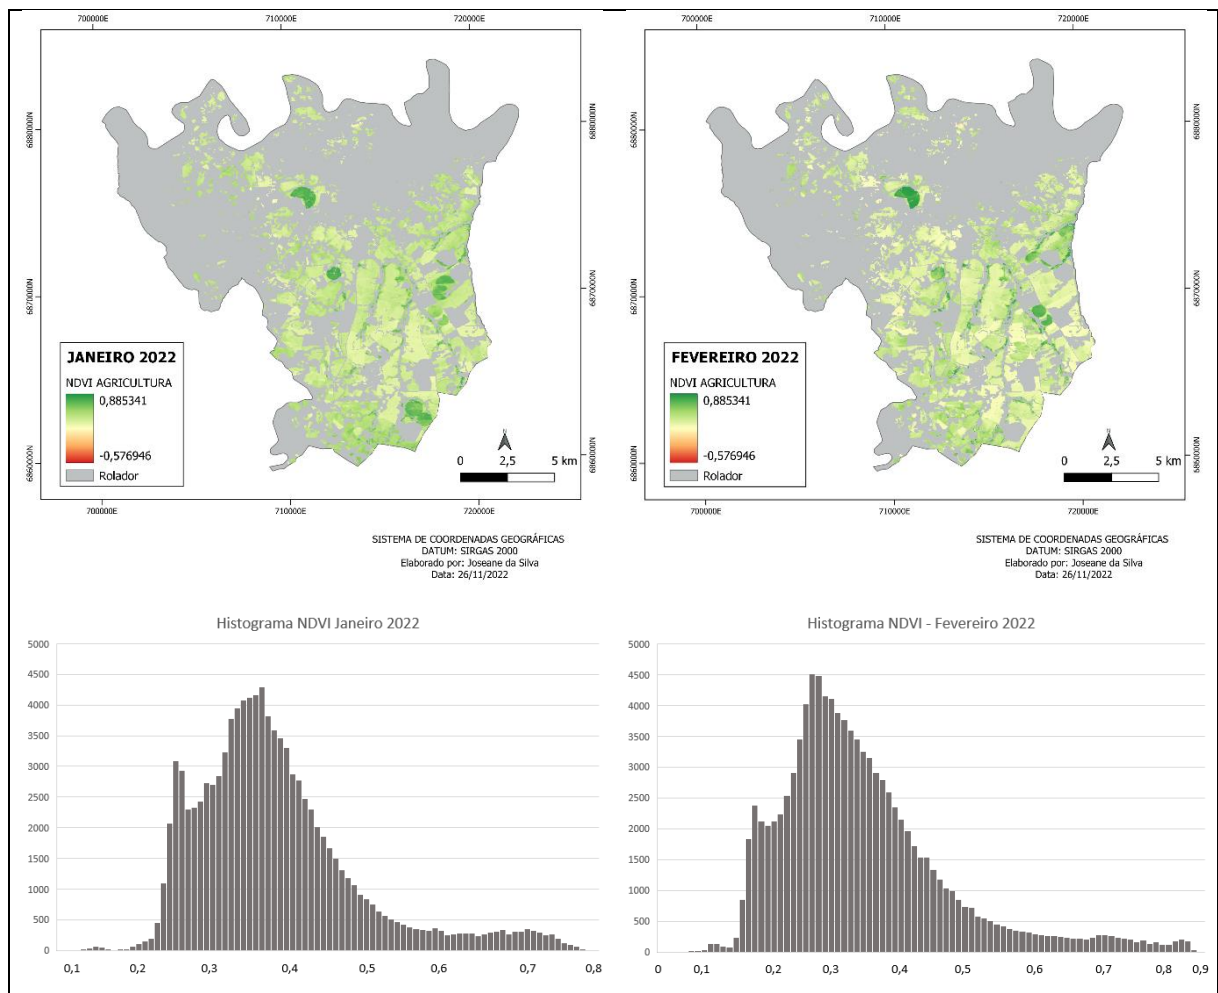 700000E 710000E 720000E
6880000N 6880000N
6870000N 6870000N
6860000N 6860000N
JANEIRO 2022
NDVI AGRICULTURA
0,885341
-0,576946
Rolador
N
0 2,5 5 km
700000E 710000E 720000E
SISTEMA DE COORDENADAS GEOGRÁFICAS
DATUM: SIRGAS 2000
Elaborado por: Joseane da Silva
Data: 26/11/2022
700000E 710000E 720000E
6880000N 6880000N
6870000N 6870000N
6860000N 6860000N
FEVEREIRO 2022
NDVI AGRICULTURA
0,885341
-0,576946
Rolador
N
0 2,5 5 km
700000E 710000E 720000E
SISTEMA DE COORDENADAS GEOGRÁFICAS
DATUM: SIRGAS 2000
Elaborado por: Joseane da Silva
Data: 26/11/2022
Histograma NDVI Janeiro 2022
5000
4500
4000
3500
3000
2500
2000
1500
1000
500
0
0,1 0,2 0,3 0,4 0,5 0,6 0,7 0,8
Histograma NDVI - Fevereiro 2022
5000
4500
4000
3500
3000
2500
2000
1500
1000
500
0
0 0,1 0,2 0,3 0,4 0,5 0,6 0,7 0,8 0,9